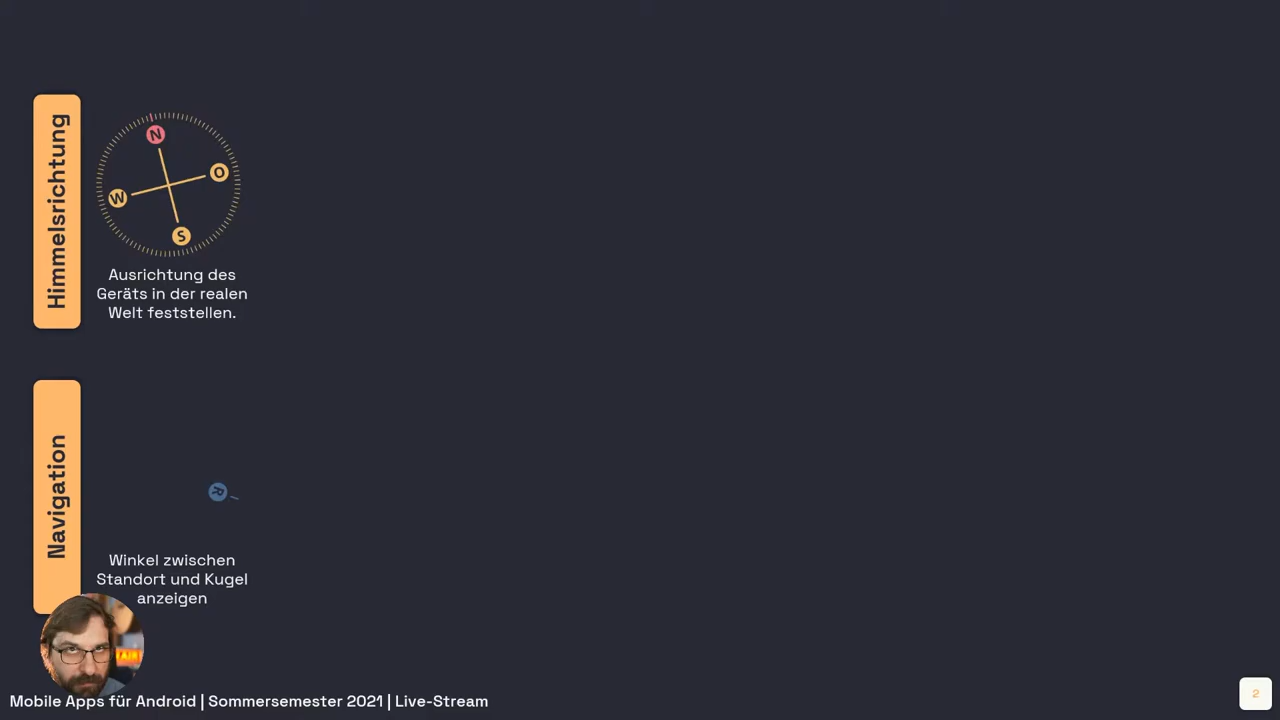 Himmelsrichtung
N
O
W
S
Ausrichtung des
Geräts in der realen
Welt feststellen.
Navigation
R
Winkel zwischen
Standort und Kugel
anzeigen
Mobile Apps für Android | Sommersemester 2021 | Live-Stream
2